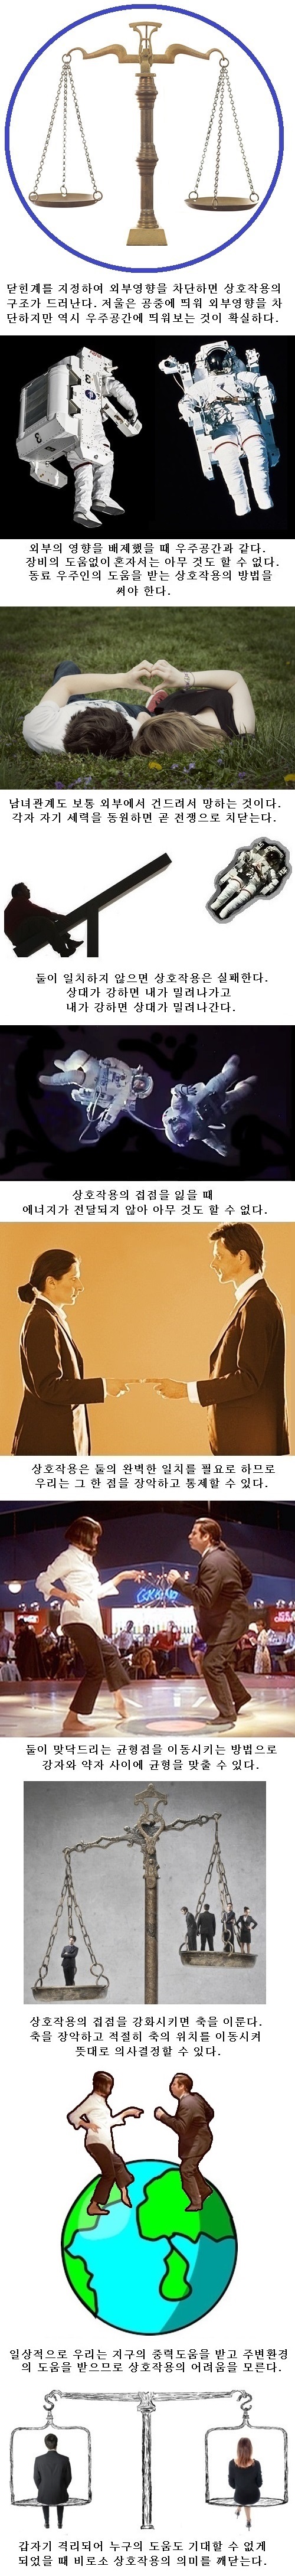 닫힌계를 지정하여 외부영향을 차단하면 상호작용의
구조가 드러난다. 저울은 공중에 띄워 외부영향을 차
단하지만 역시 우주공간에 띄워보는 것이 확실하다.
3
3
외부의 영향을 배제했을 때 우주공간과 같다.
장비의 도움없이 혼자서는 아무 것도 할 수 없다.
동료 우주인의 도움을 받는 상호작용의 방법을
써야 한다.
남녀관계도 보통 외부에서 건드려서 망하는 것이다.
각자 자기 세력을 동원하면 곧 전쟁으로 치닫는다.
둘이 일치하지 않으면 상호작용은 실패한다.
상대가 강하면 내가 밀려나가고
내가 강하면 상대가 밀려나간다.
상호작용의 접점을 잃을 때
에너지가 전달되지 않아 아무 것도 할 수 없다.
상호작용은 둘의 완벽한 일치를 필요로 하므로
우리는 그 한 점을 장악하고 통제할 수 있다.
둘이 맞닥드리는 균형점을 이동시키는 방법으로
강자와 약자 사이에 균형을 맞출 수 있다.
상호작용의 접점을 강화시키면 축을 이룬다.
축을 장악하고 적절히 축의 위치를 이동시켜
뜻대로 의사결정할 수 있다.
일상적으로 우리는 지구의 중력도움을 받고 주변환경
의 도움을 받으므로 상호작용의 어려움을 모른다.
갑자기 격리되어 누구의 도움도 기대할 수 없게
되었을 때 비로소 상호작용의 의미를 깨닫는다.